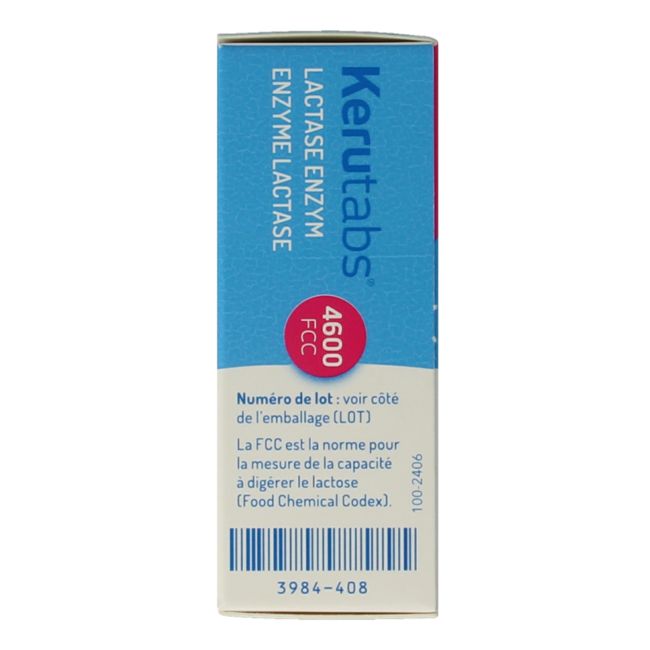 Kerutabs®
LACTASE ENZYM
ENZYME LACTASE
4600
FCC
Numéro de lot : voir côté
de l'emballage (LOT)
La FCC est la norme pour
la mesure de la capacité
à digérer le lactose
(Food Chemical Codex).
100-2406
3984-408